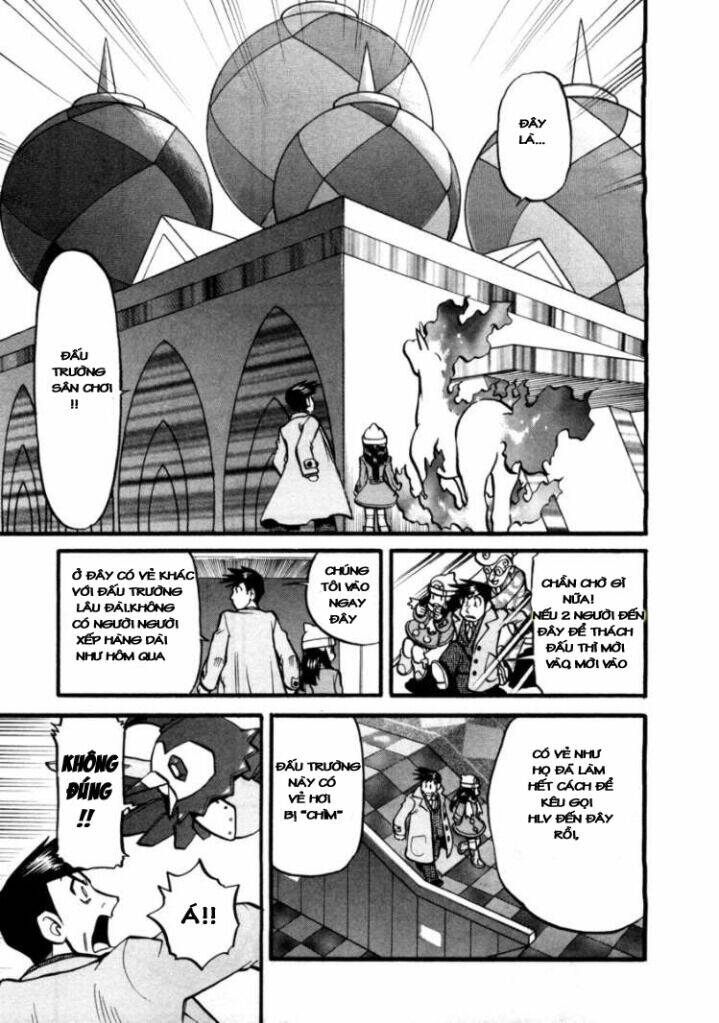 ĐÂY
LÀ...
ĐẤU
TRƯỜNG
SÂN CHƠI
!!
CHẦN CHỜ GÌ
NỮA!
NẾU 2 NGƯỜI ĐẾN
ĐÂY ĐỂ THÁCH
ĐẤU THÌ MỜI
VÀO, MỜI VÀO
CHÚNG
TÔI VÀO
NGAY
ĐÂY
Ở ĐÂY CÓ VẺ KHÁC
VỚI ĐẤU TRƯỜNG
LÂU ĐÀI.KHÔNG
CÓ NGƯỜI NGƯỜI
XẾP HÀNG DÀI
NHƯ HÔM QUA
CÓ VẺ NHƯ
HỌ ĐÃ LÀM
HẾT CÁCH ĐỂ
KÊU GỌI
HLV ĐẾN ĐÂY
RỒI,
ĐẤU TRƯỜNG
NÀY CÓ
VẺ HƠI
BỊ "CHÌM"
KHÔNG
ĐÚNG
!!
Á!!